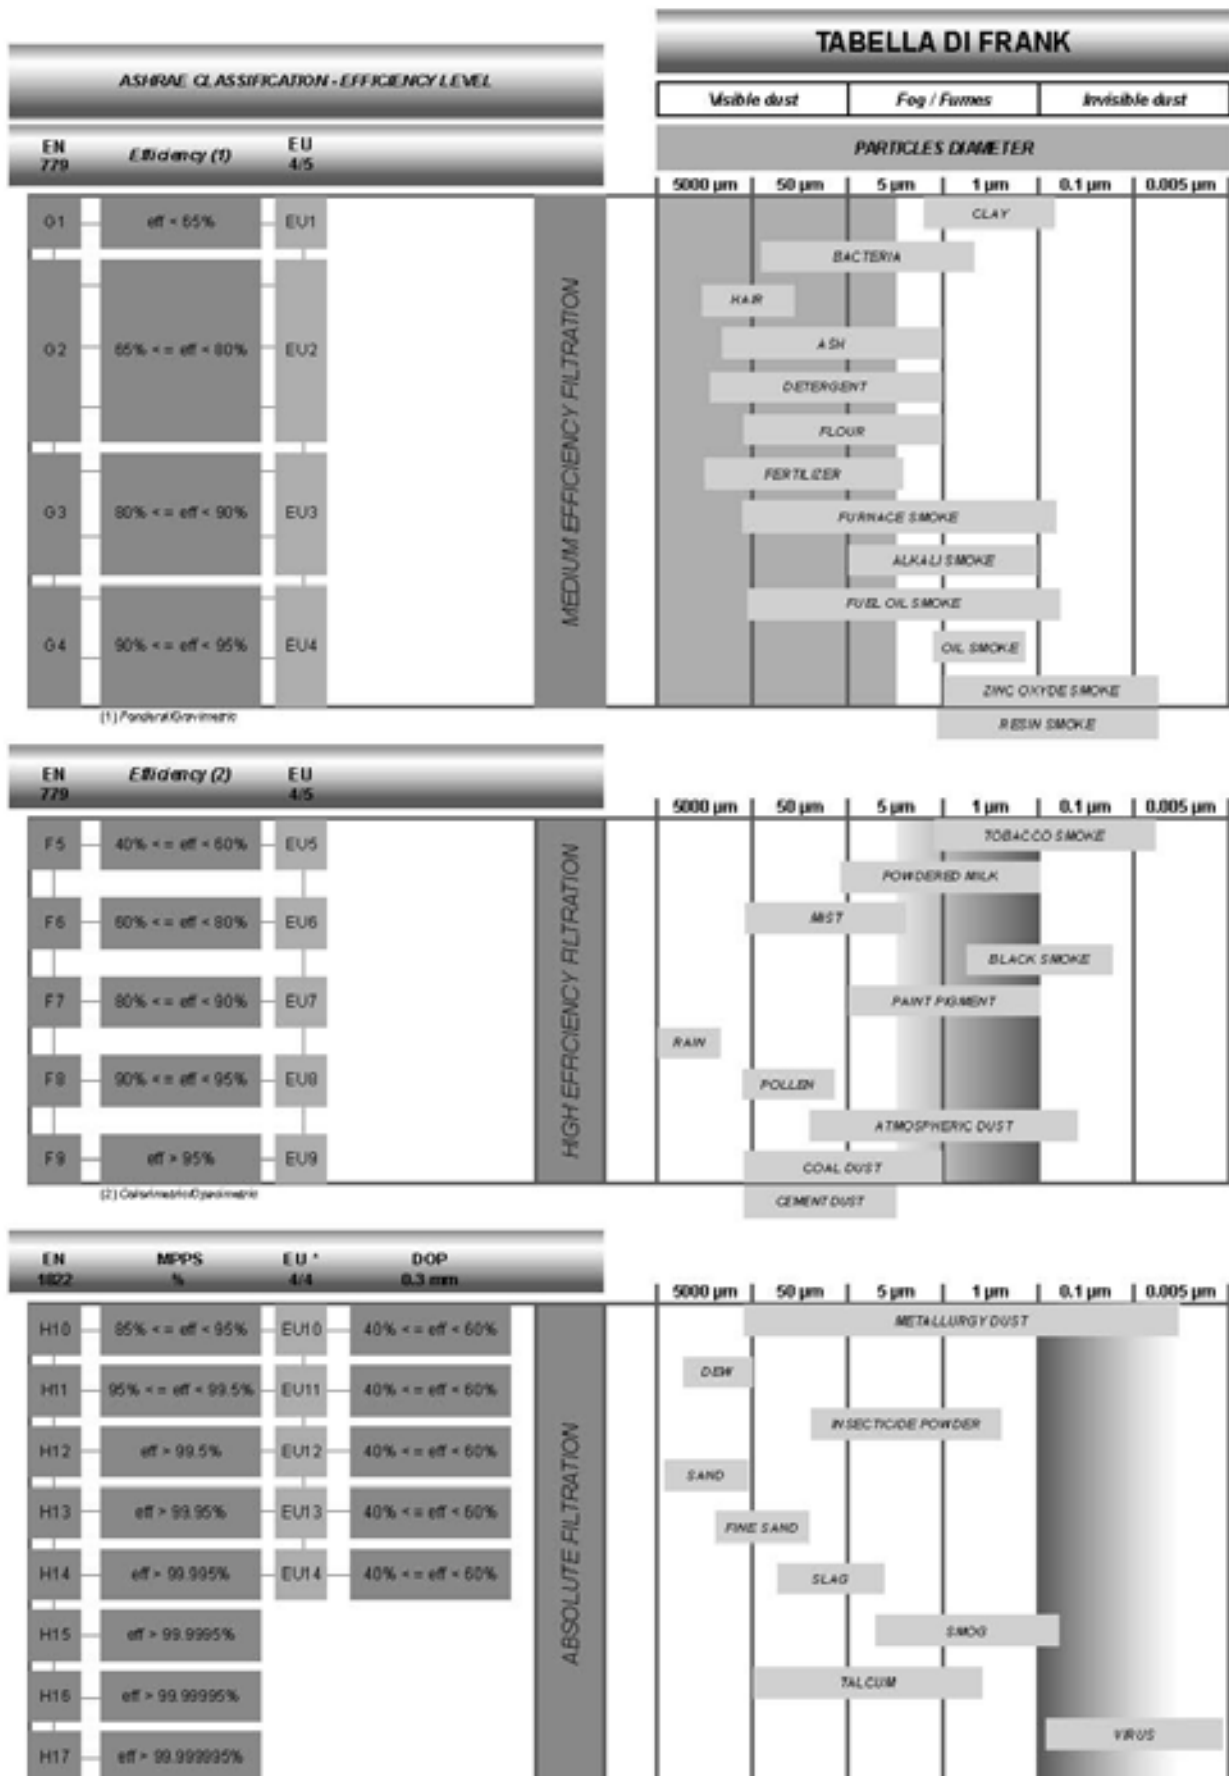 TABELLA DI FRANK
ASHRAE CLASSIFICATION - EFFICIENCY LEVEL
Visible dust Fog / Fumes Invisible dust
EN 779 Efficiency (1) EU 4/5
PARTICLES DIAMETER
5000 µm 50 µm 5 µm 1 µm 0.1 µm 0.005 µm
G1 eff < 65% EU1
G2 65% <= eff < 80% EU2
G3 80% <= eff < 90% EU3
G4 90% <= eff < 95% EU4
(1) Ponderal/Gravimetric
MEDIUM EFFICIENCY FILTRATION
CLAY
BACTERIA
HAIR
ASH
DETERGENT
FLOUR
FERTILIZER
FURNACE SMOKE
ALKALI SMOKE
FUEL OIL SMOKE
OIL SMOKE
ZINC OXYDE SMOKE
RESIN SMOKE
EN 779 Efficiency (2) EU 4/5
5000 µm 50 µm 5 µm 1 µm 0.1 µm 0.005 µm
F5 40% <= eff < 60% EU5
F6 60% <= eff < 80% EU6
F7 80% <= eff < 90% EU7
F8 90% <= eff < 95% EU8
F9 eff > 95% EU9
(2) Colorimetric/Opacimetric
HIGH EFFICIENCY FILTRATION
TOBACCO SMOKE
POWDERED MILK
MIST
BLACK SMOKE
PAINT PIGMENT
RAIN
POLLEN
ATMOSPHERIC DUST
COAL DUST
CEMENT DUST
EN 1822 MPPS % EU * 4/4 DOP 0.3 mm
5000 µm 50 µm 5 µm 1 µm 0.1 µm 0.005 µm
H10 85% <= eff < 95% EU10 40% <= eff < 60%
H11 95% <= eff < 99.5% EU11 40% <= eff < 60%
H12 eff > 99.5% EU12 40% <= eff < 60%
H13 eff > 99.95% EU13 40% <= eff < 60%
H14 eff > 99.995% EU14 40% <= eff < 60%
H15 eff > 99.9995%
H16 eff > 99.99995%
H17 eff > 99.999995%
ABSOLUTE FILTRATION
METALLURGY DUST
DEW
INSECTICIDE POWDER
SAND
FINE SAND
SLAG
SMOG
TALCUM
VIRUS